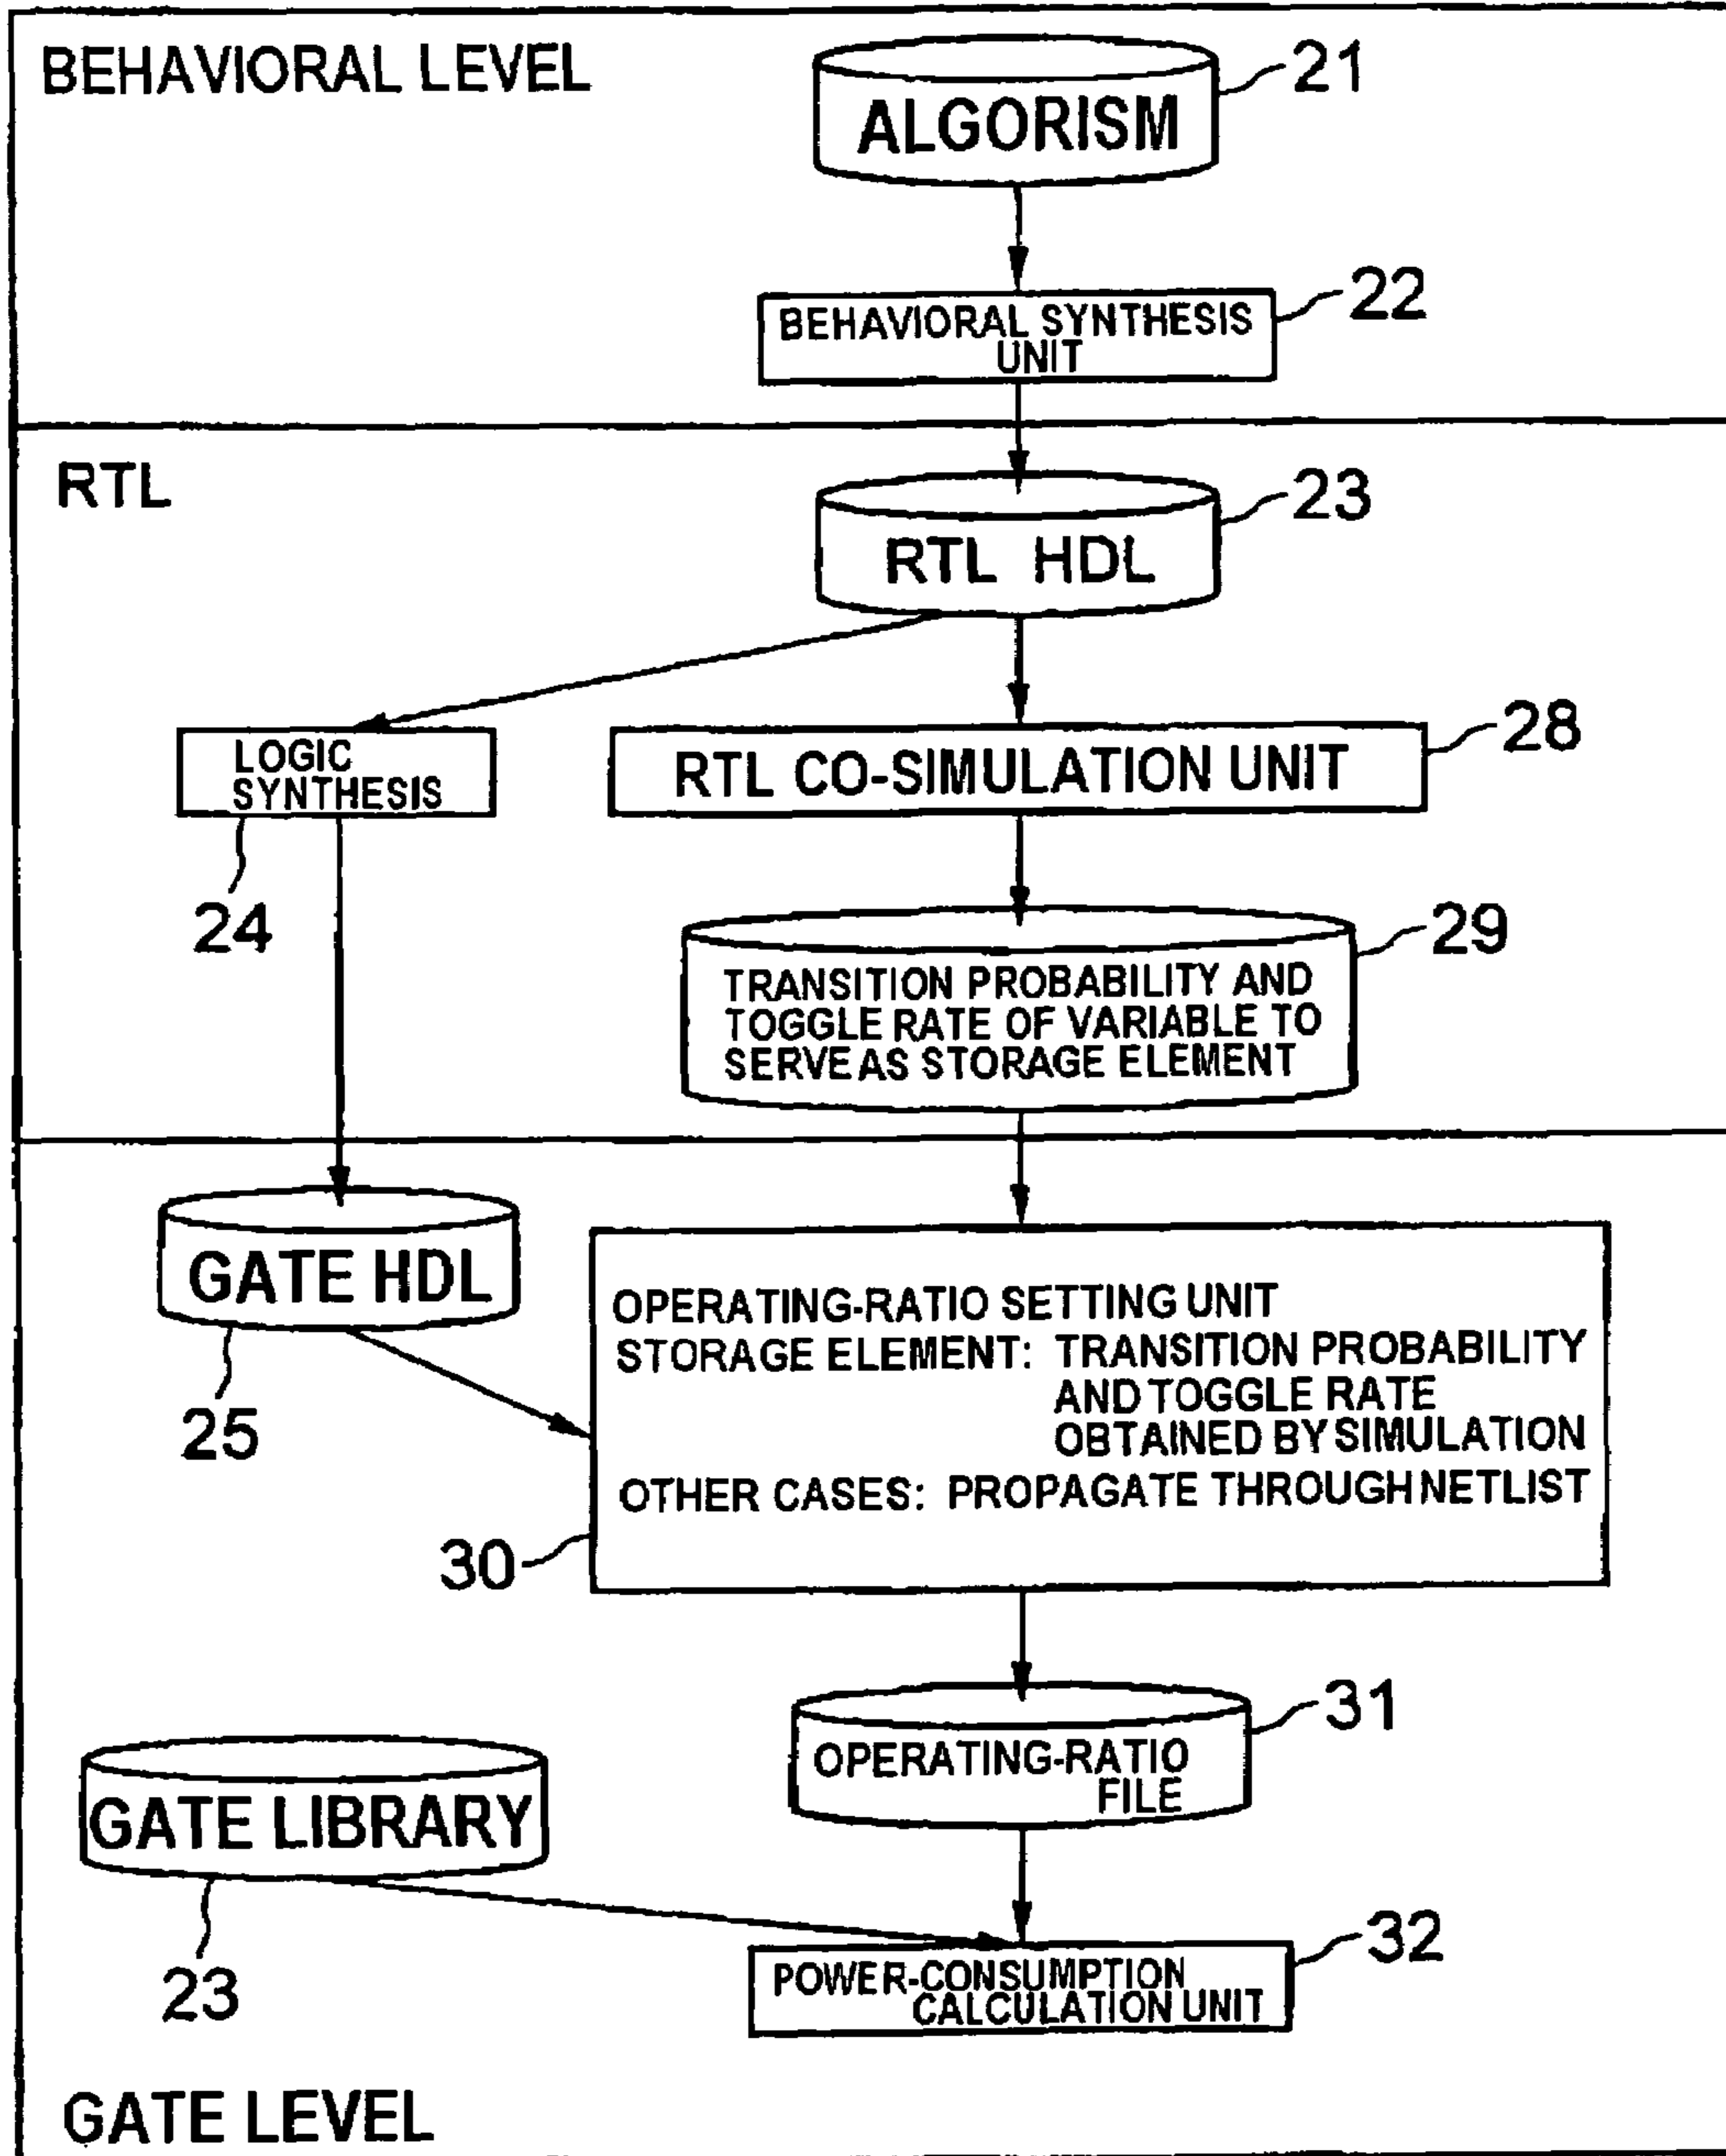 BEHAVIORAL LEVEL
21
ALGORISM
22
BEHAVIORAL SYNTHESIS
UNIT
RTL
23
RTL HDL
28
LOGIC
SYNTHESIS
RTL CO-SIMULATION UNIT
24
29
TRANSITION PROBABILITY AND
TOGGLE RATE OF VARIABLE TO
SERVE AS STORAGE ELEMENT
GATE HDL
25
OPERATING-RATIO SETTING UNIT
STORAGE ELEMENT: TRANSITION PROBABILITY
AND TOGGLE RATE
OBTAINED BY SIMULATION
OTHER CASES: PROPAGATE THROUGH NETLIST
30
31
OPERATING-RATIO
FILE
GATE LIBRARY
23
32
POWER-CONSUMPTION
CALCULATION UNIT
GATE LEVEL